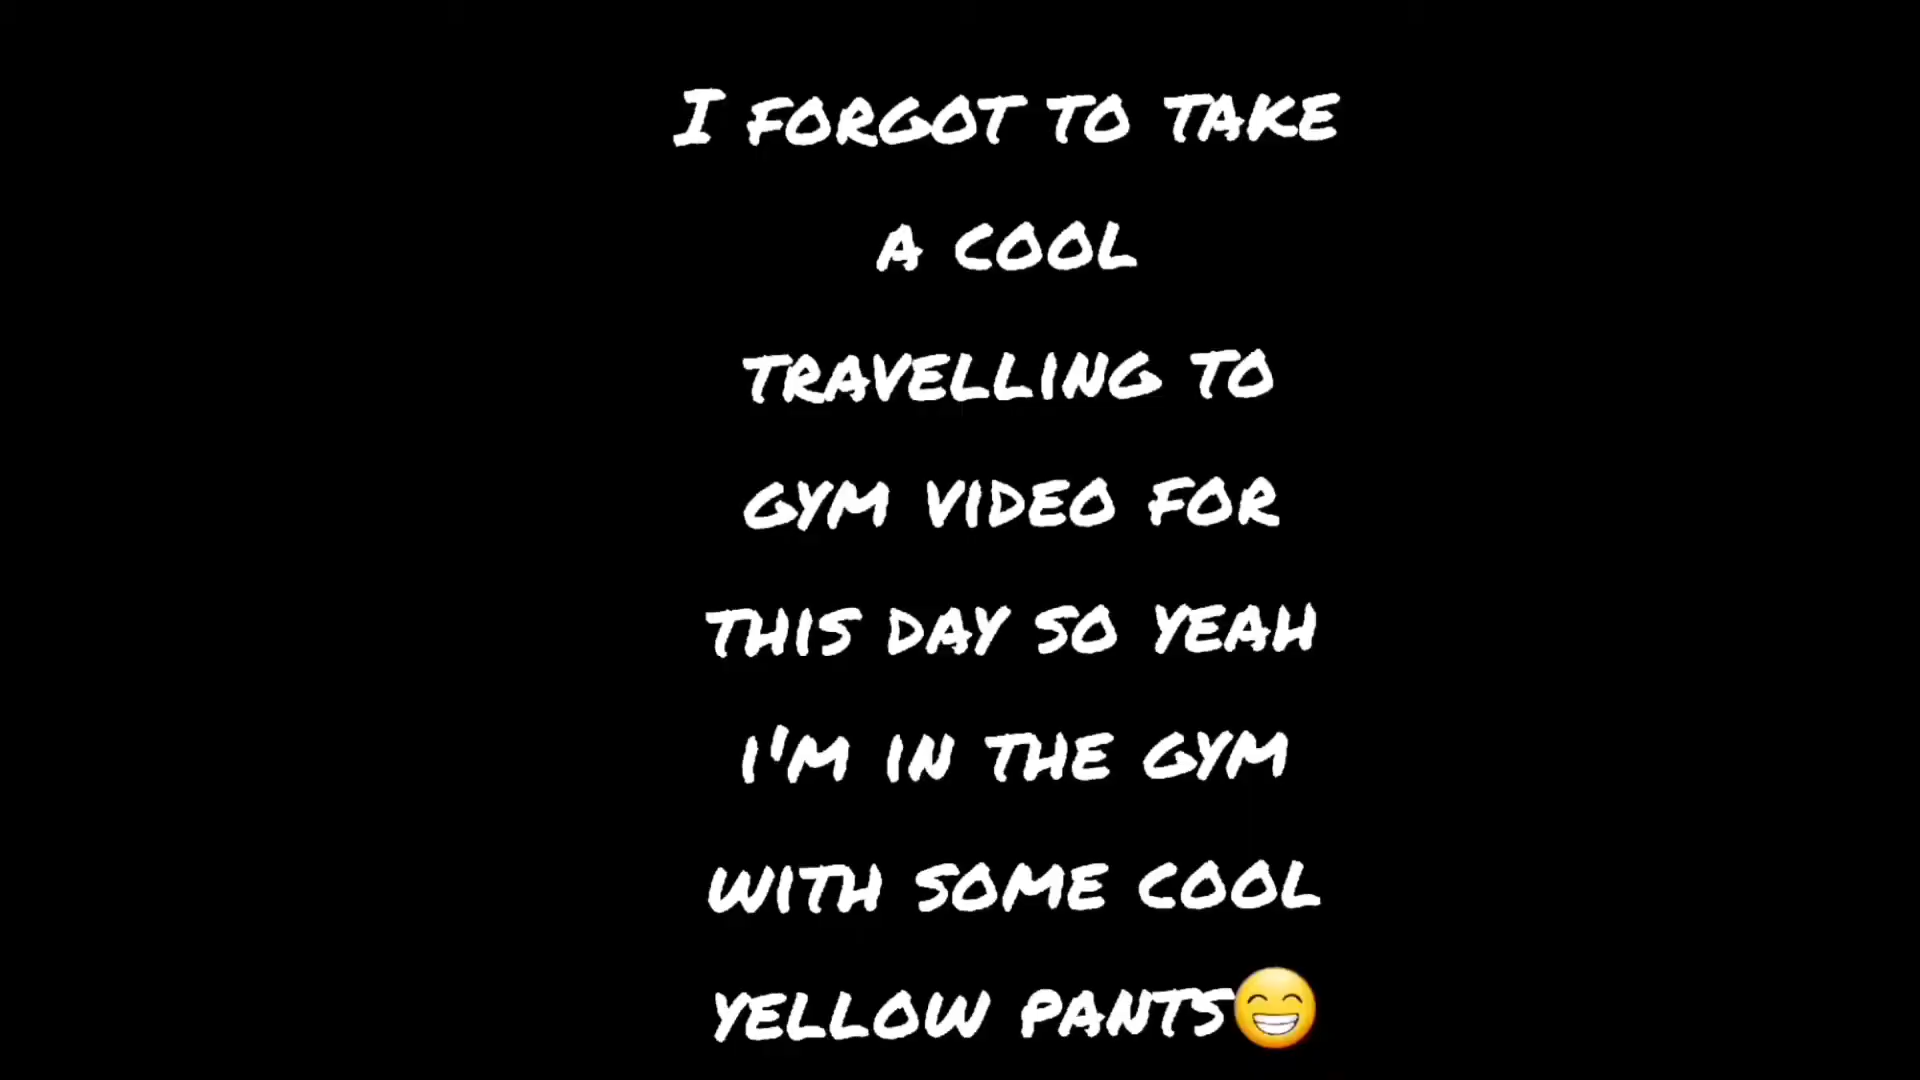 I FORGOT TO TAKE
A COOL
TRAVELLING TO
GYM VIDEO FOR
THIS DAY SO YEAH
I'M IN THE GYM
WITH SOME COOL
YELLOW PANTS😁